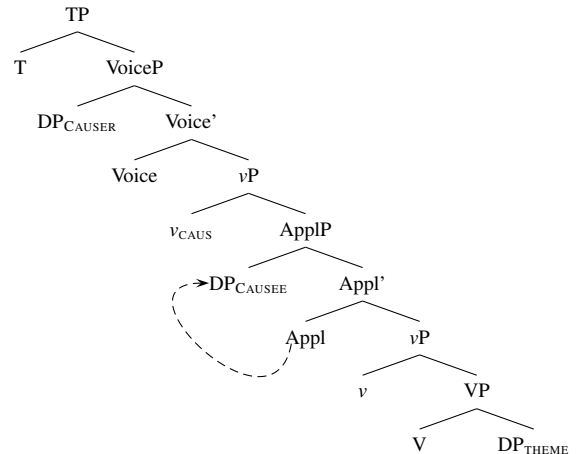 TP
T VoiceP
DP_CAUSER Voice'
Voice vP
v_CAUS ApplP
DP_CAUSEE Appl'
Appl vP
v VP
V DP_THEME